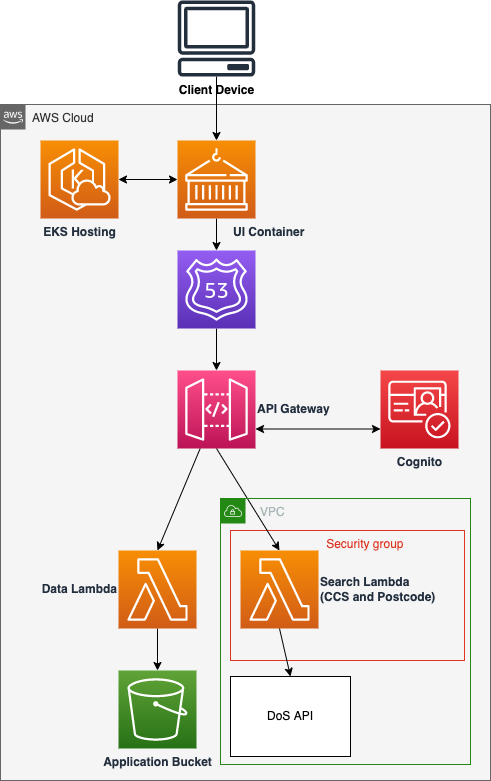 Client Device
aws
AWS Cloud
EKS Hosting
UI Container
53
API Gateway
Cognito
VPC
Security group
Data Lambda
Search Lambda
(CCS and Postcode)
DoS API
Application Bucket